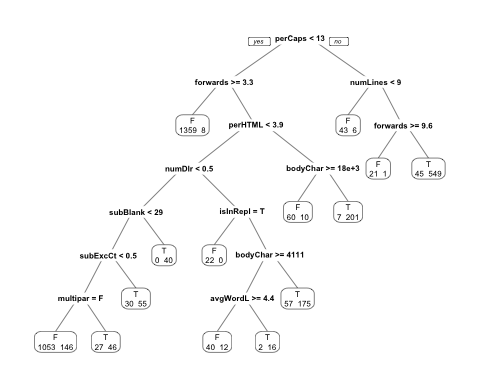 perCaps < 13
yes
no
forwards >= 3.3
numLines < 9
F
1359 8
perHTML < 3.9
F
43 6
forwards >= 9.6
numDlr < 0.5
bodyChar >= 18e+3
F
21 1
T
45 549
subBlank < 29
isInRepl = T
F
60 10
T
7 201
subExcCt < 0.5
T
0 40
F
22 0
bodyChar >= 4111
multipar = F
T
30 55
avgWordL >= 4.4
T
57 175
F
1053 146
T
27 46
F
40 12
T
2 16